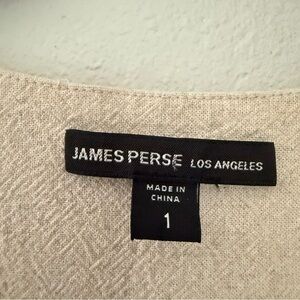 JAMES PERSE LOS ANGELES
MADE IN
CHINA
1